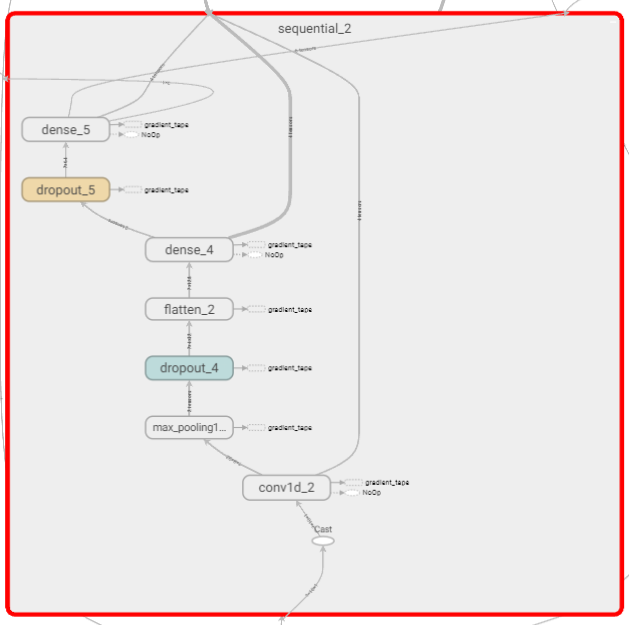 sequential_2
dense_5
gradient_tape
NoOp
dropout_5
gradient_tape
dense_4
gradient_tape
NoOp
flatten_2
gradient_tape
dropout_4
gradient_tape
max_pooling1...
gradient_tape
conv1d_2
gradient_tape
NoOp
Cast